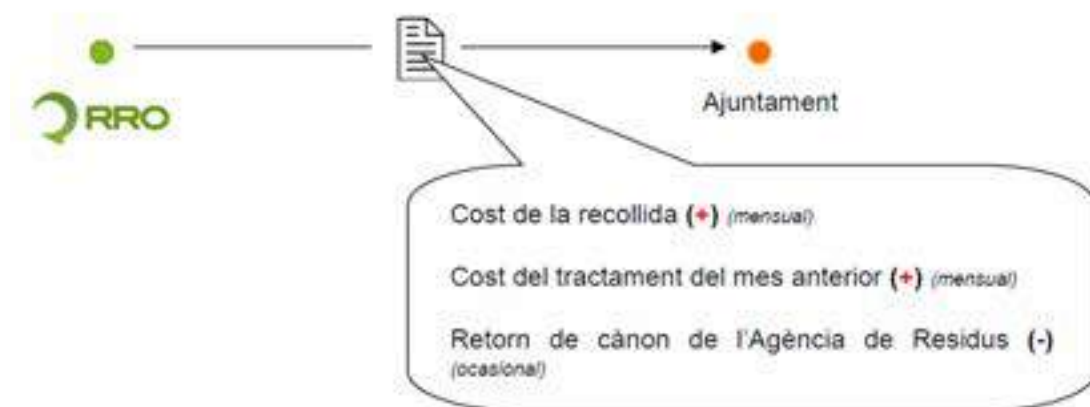 RRO
Ajuntament
Cost de la recollida (+) (mensual)
Cost del tractament del mes anterior (+) (mensual)
Retorn de cànon de l'Agència de Residus (-)
(ocasional)